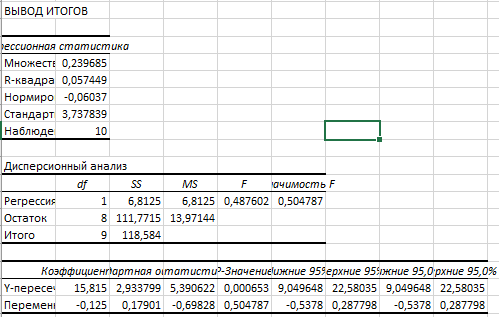 ВЫВОД ИТОГОВ
рессионная статистика
Множеств 0,239685
R-квадра 0,057449
Нормиро -0,06037
Стандарт 3,737839
Наблюде 10
Дисперсионный анализ
df SS MS F ачимость F
Регрессия 1 6,8125 6,8125 0,487602 0,504787
Остаток 8 111,7715 13,97144
Итого 9 118,584
Коэффициент дартная о татисти Р-Значение ижние 95% ерхние 95% жние 95,0 рхние 95,0%
Y-пересеч 15,815 2,933799 5,390622 0,000653 9,049648 22,58035 9,049648 22,58035
Перемен -0,125 0,17901 -0,69828 0,504787 -0,5378 0,287798 -0,5378 0,287798